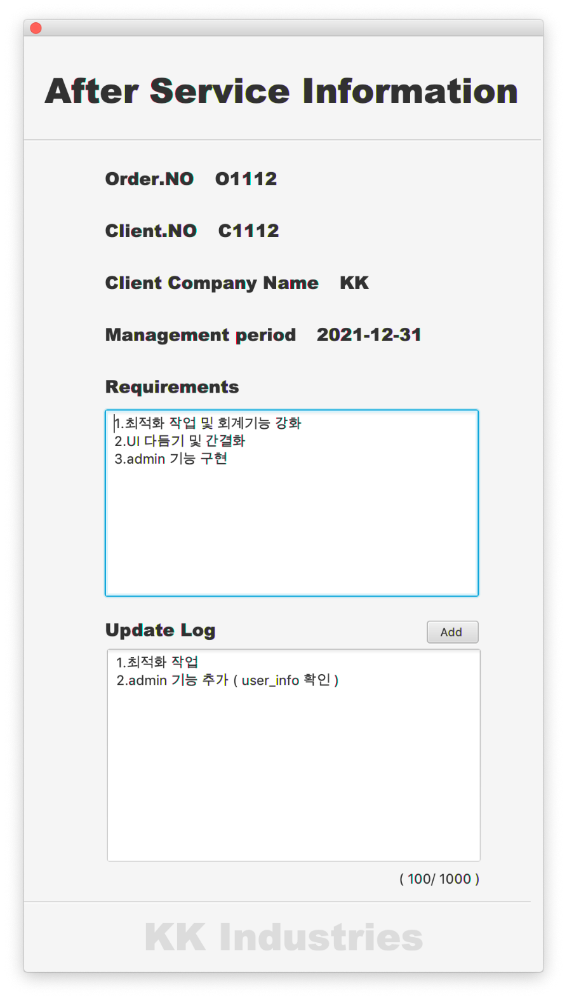 After Service Information
Order.NO O1112
Client.NO C1112
Client Company Name KK
Management period 2021-12-31
Requirements
1.최적화 작업 및 회계기능 강화
2.UI 다듬기 및 간결화
3.admin 기능 구현
Update Log Add
1.최적화 작업
2.admin 기능 추가 ( user_info 확인 )
( 100/ 1000 )
KK Industries